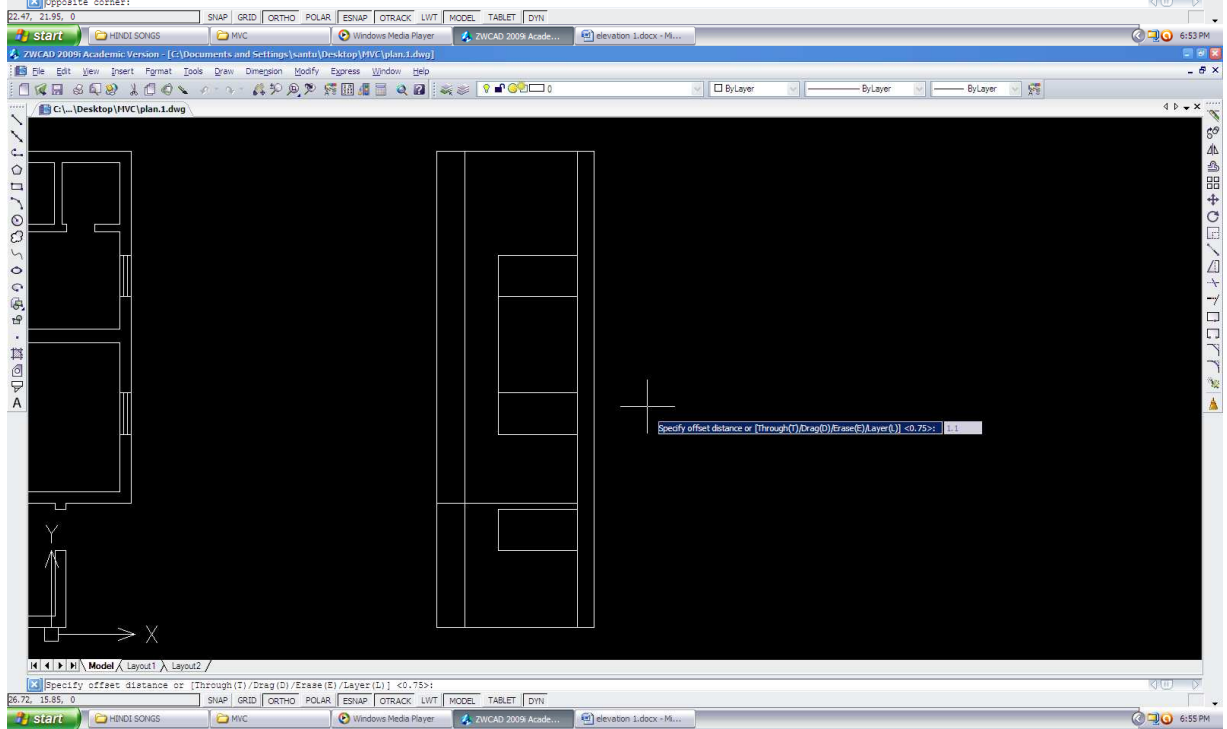 Opposite corner:
22.47, 21.95, 0 SNAP GRID ORTHO POLAR ESNAP OTRACK LWT MODEL TABLET DYN
start HINDI SONGS MVC Windows Media Player ZWCAD 2009i Acade... elevation 1.docx - Mi... 6:53 PM
ZWCAD 2009i Academic Version - [C:\Documents and Settings\santu\Desktop\MVC\plan.1.dwg]
File Edit View Insert Format Tools Draw Dimension Modify Express Window Help
0 ByLayer ByLayer ByLayer
C:\...\Desktop\MVC\plan.1.dwg
A
Specify offset distance or [Through(T)/Drag(D)/Erase(E)/Layer(L)] <0.75>: 1.1
Y
X
Model Layout1 Layout2
Specify offset distance or [Through(T)/Drag(D)/Erase(E)/Layer(L)] <0.75>:
26.72, 15.85, 0 SNAP GRID ORTHO POLAR ESNAP OTRACK LWT MODEL TABLET DYN
start HINDI SONGS MVC Windows Media Player ZWCAD 2009i Acade... elevation 1.docx - Mi... 6:55 PM